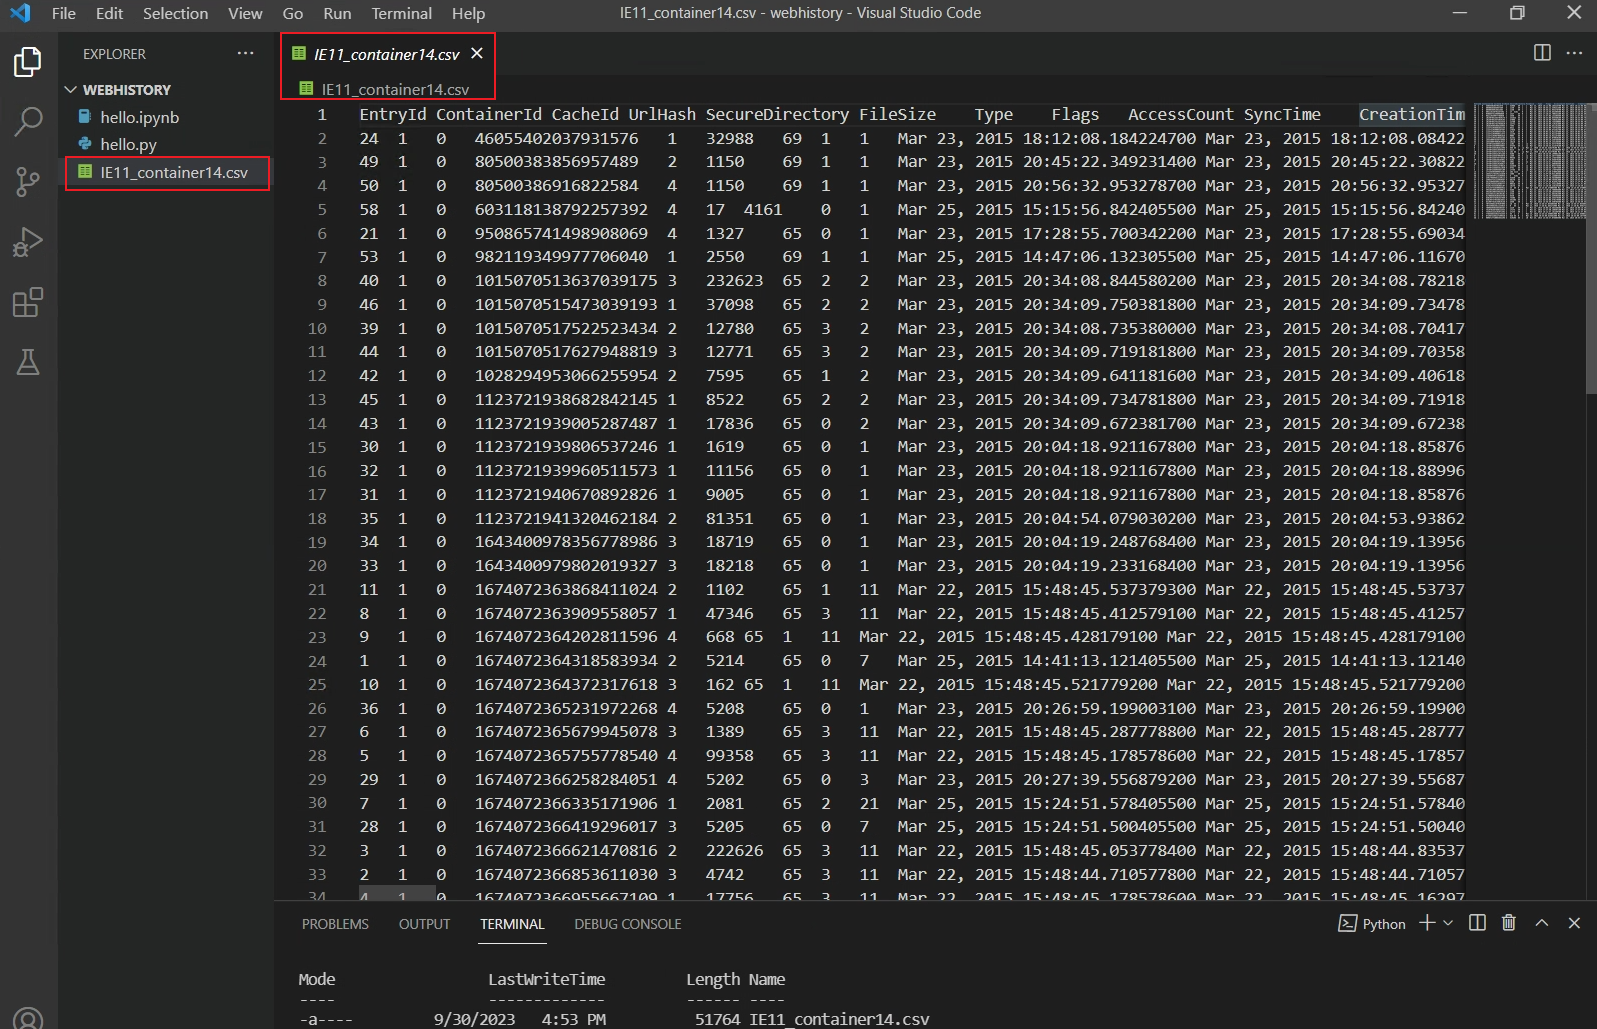 File Edit Selection View Go Run Terminal Help IE11_container14.csv - webhistory - Visual Studio Code
EXPLORER
WEBHISTORY
hello.ipynb
hello.py
IE11_container14.csv
IE11_container14.csv
IE11_container14.csv
1 EntryId ContainerId CacheId UrlHash SecureDirectory FileSize Type Flags AccessCount SyncTime CreationTim
2 24 1 0 46055402037931576 1 32988 69 1 1 Mar 23, 2015 18:12:08.184224700 Mar 23, 2015 18:12:08.08422
3 49 1 0 80500383856957489 2 1150 69 1 1 Mar 23, 2015 20:45:22.349231400 Mar 23, 2015 20:45:22.30822
4 50 1 0 80500386916822584 4 1150 69 1 1 Mar 23, 2015 20:56:32.953278700 Mar 23, 2015 20:56:32.95327
5 58 1 0 603118138792257392 4 17 4161 0 1 Mar 25, 2015 15:15:56.842405500 Mar 25, 2015 15:15:56.84240
6 21 1 0 950865741498908069 4 1327 65 0 1 Mar 23, 2015 17:28:55.700342200 Mar 23, 2015 17:28:55.69034
7 53 1 0 982119349977706040 1 2550 69 1 1 Mar 25, 2015 14:47:06.132305500 Mar 25, 2015 14:47:06.11670
8 40 1 0 1015070513637039175 3 232623 65 2 2 Mar 23, 2015 20:34:08.844580200 Mar 23, 2015 20:34:08.78218
9 46 1 0 1015070515473039193 1 37098 65 2 2 Mar 23, 2015 20:34:09.750381800 Mar 23, 2015 20:34:09.73478
10 39 1 0 1015070517522523434 2 12780 65 3 2 Mar 23, 2015 20:34:08.735380000 Mar 23, 2015 20:34:08.70417
11 44 1 0 1015070517627948819 3 12771 65 3 2 Mar 23, 2015 20:34:09.719181800 Mar 23, 2015 20:34:09.70358
12 42 1 0 1028294953066255954 2 7595 65 1 2 Mar 23, 2015 20:34:09.641181600 Mar 23, 2015 20:34:09.40618
13 45 1 0 1123721938682842145 1 8522 65 2 2 Mar 23, 2015 20:34:09.734781800 Mar 23, 2015 20:34:09.71918
14 43 1 0 1123721939005287487 1 17836 65 0 2 Mar 23, 2015 20:34:09.672381700 Mar 23, 2015 20:34:09.67238
15 30 1 0 1123721939806537246 1 1619 65 0 1 Mar 23, 2015 20:04:18.921167800 Mar 23, 2015 20:04:18.85876
16 32 1 0 1123721939960511573 1 11156 65 0 1 Mar 23, 2015 20:04:18.921167800 Mar 23, 2015 20:04:18.88996
17 31 1 0 1123721940670892826 1 9005 65 0 1 Mar 23, 2015 20:04:18.921167800 Mar 23, 2015 20:04:18.85876
18 35 1 0 1123721941320462184 2 81351 65 0 1 Mar 23, 2015 20:04:54.079030200 Mar 23, 2015 20:04:53.93862
19 34 1 0 1643400978356778986 3 18719 65 0 1 Mar 23, 2015 20:04:19.248768400 Mar 23, 2015 20:04:19.13956
20 33 1 0 1643400979802019327 3 18218 65 0 1 Mar 23, 2015 20:04:19.233168400 Mar 23, 2015 20:04:19.13956
21 11 1 0 1674072363868411024 2 1102 65 1 11 Mar 22, 2015 15:48:45.537379300 Mar 22, 2015 15:48:45.53737
22 8 1 0 1674072363909558057 1 47346 65 3 11 Mar 22, 2015 15:48:45.412579100 Mar 22, 2015 15:48:45.41257
23 9 1 0 1674072364202811596 4 668 65 1 11 Mar 22, 2015 15:48:45.428179100 Mar 22, 2015 15:48:45.428179100
24 1 1 0 1674072364318583934 2 5214 65 0 7 Mar 25, 2015 14:41:13.121405500 Mar 25, 2015 14:41:13.12140
25 10 1 0 1674072364372317618 3 162 65 1 11 Mar 22, 2015 15:48:45.521779200 Mar 22, 2015 15:48:45.521779200
26 36 1 0 1674072365231972268 4 5208 65 0 1 Mar 23, 2015 20:26:59.199003100 Mar 23, 2015 20:26:59.19900
27 6 1 0 1674072365679945078 3 1389 65 3 11 Mar 22, 2015 15:48:45.287778800 Mar 22, 2015 15:48:45.28777
28 5 1 0 1674072365755778540 4 99358 65 3 11 Mar 22, 2015 15:48:45.178578600 Mar 22, 2015 15:48:45.17857
29 29 1 0 1674072366258284051 4 5202 65 0 3 Mar 23, 2015 20:27:39.556879200 Mar 23, 2015 20:27:39.55687
30 7 1 0 1674072366335171906 1 2081 65 2 21 Mar 25, 2015 15:24:51.578405500 Mar 25, 2015 15:24:51.57840
31 28 1 0 1674072366419296017 3 5205 65 0 7 Mar 25, 2015 15:24:51.500405500 Mar 25, 2015 15:24:51.50040
32 3 1 0 1674072366621470816 2 222626 65 3 11 Mar 22, 2015 15:48:45.053778400 Mar 22, 2015 15:48:44.83537
33 2 1 0 1674072366853611030 3 4742 65 3 11 Mar 22, 2015 15:48:44.710577800 Mar 22, 2015 15:48:44.71057
34 4 1 0 1674072366955667109 1 17756 65 3 11 Mar 22, 2015 15:48:45.178578600 Mar 22, 2015 15:48:45.16297
PROBLEMS OUTPUT TERMINAL DEBUG CONSOLE Python
Mode LastWriteTime Length Name
---- ------------- ------ ----
-a---- 9/30/2023 4:53 PM 51764 IE11_container14.csv